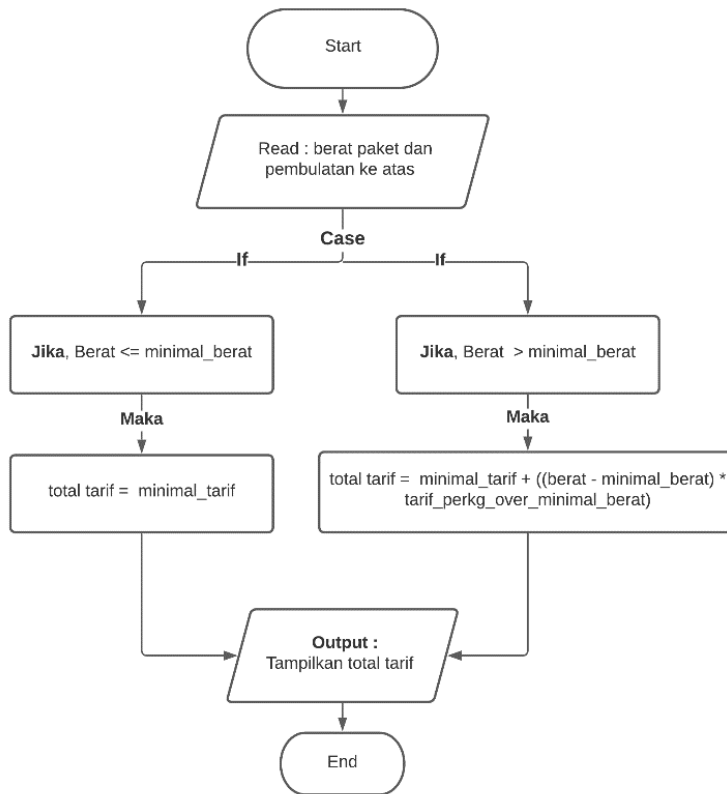 Start
Read : berat paket dan
pembulatan ke atas
Case
If
If
Jika, Berat <= minimal_berat
Jika, Berat > minimal_berat
Maka
Maka
total tarif = minimal_tarif
total tarif = minimal_tarif + ((berat - minimal_berat) *
tarif_perkg_over_minimal_berat)
Output :
Tampilkan total tarif
End